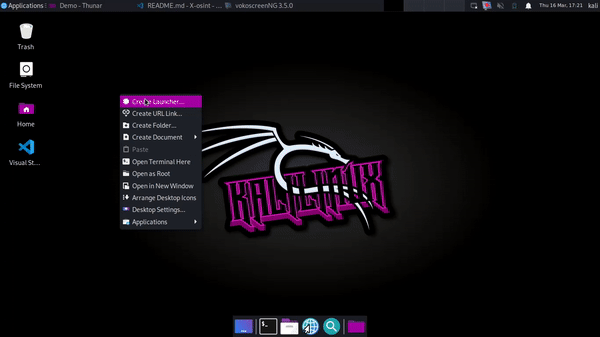 Applications
Demo - Thunar
README.md - X-osint - ...
vokoscreenNG 3.5.0
Thu 16 Mar, 17:21
kali
Trash
File System
Home
Visual St...
Create Launcher...
Create URL Link...
Create Folder...
Create Document
Paste
Open Terminal Here
Open as Root
Open in New Window
Arrange Desktop Icons
Desktop Settings...
Applications
KALI LINUX